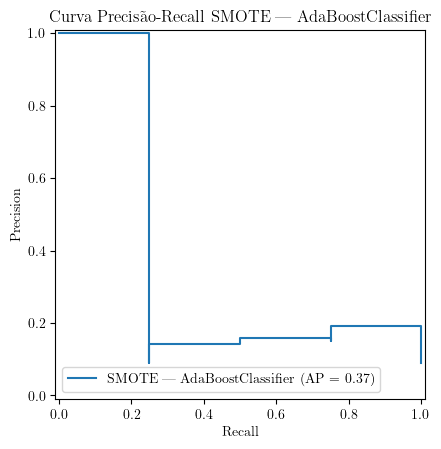 Curva Precisão-Recall SMOTE — AdaBoostClassifier
1.0
0.8
0.6
0.4
0.2
0.0
Precision
SMOTE — AdaBoostClassifier (AP = 0.37)
0.0 0.2 0.4 0.6 0.8 1.0
Recall